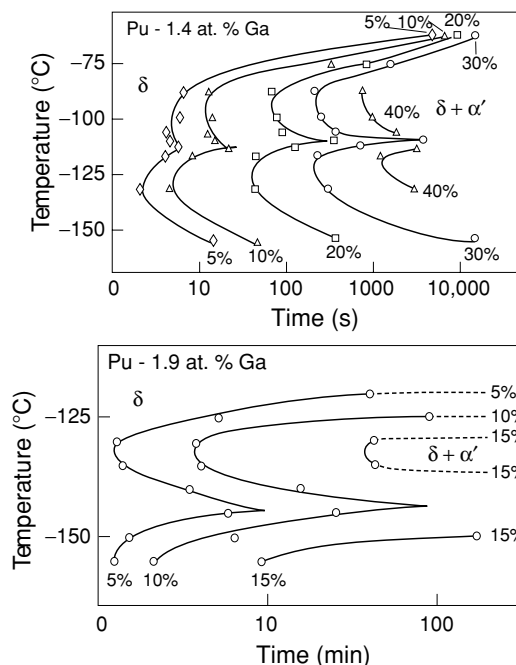 Pu - 1.4 at. % Ga
5% 10% 20%
30%
δ
δ + α′
40%
40%
5%
10%
20%
30%
−75
−100
−125
−150
Temperature (°C)
0 10 100 1000 10,000
Time (s)
Pu - 1.9 at. % Ga
δ
5%
10%
15%
δ + α′
15%
15%
5% 10% 15%
−125
−150
Temperature (°C)
0 10 100
Time (min)